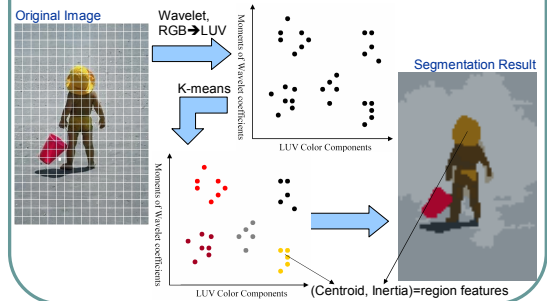 Original Image
Wavelet,
RGB➔LUV
Moments of Wavelet coefficients
LUV Color Components
Segmentation Result
K-means
Moments of Wavelet coefficients
LUV Color Components
(Centroid, Inertia)=region features